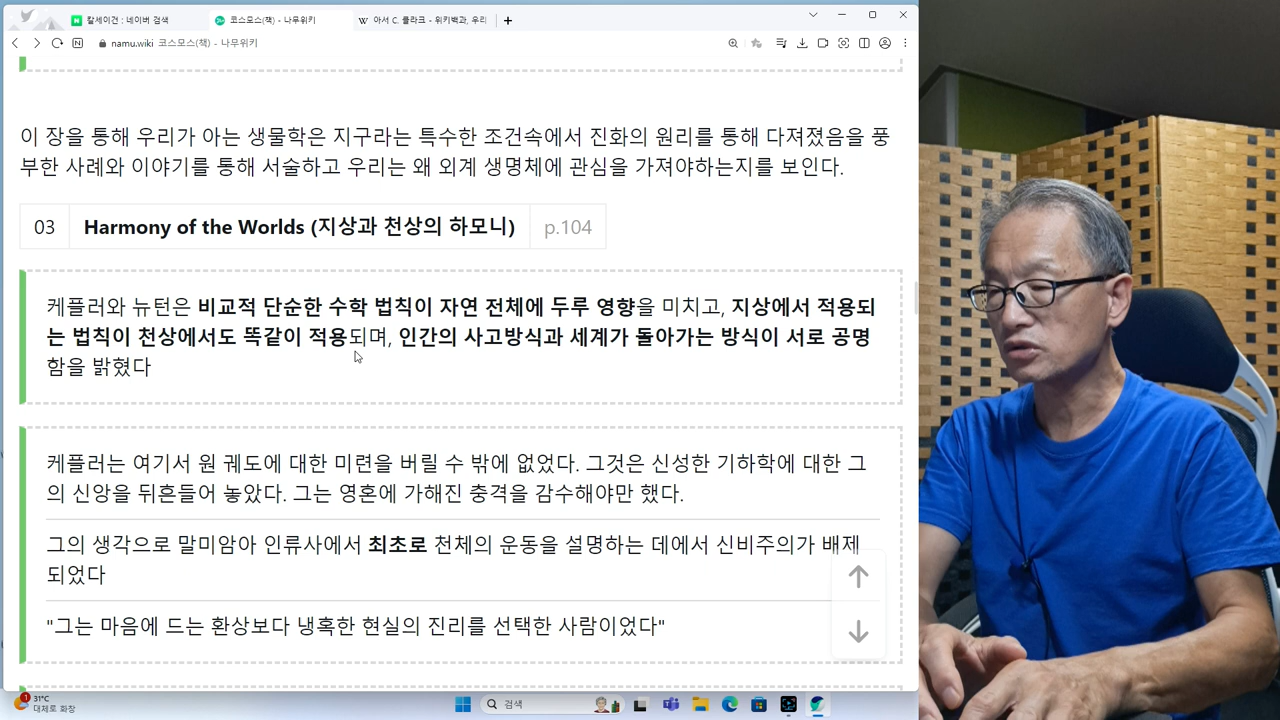 칼세이건 : 네이버 검색
코스모스(책) - 나무위키
W 아서 C. 클라크 - 위키백과, 우리
namu.wiki 코스모스(책) - 나무위키
이 장을 통해 우리가 아는 생물학은 지구라는 특수한 조건속에서 진화의 원리를 통해 다져졌음을 풍
부한 사례와 이야기를 통해 서술하고 우리는 왜 외계 생명체에 관심을 가져야하는지를 보인다.
03 Harmony of the Worlds (지상과 천상의 하모니) p.104
케플러와 뉴턴은 비교적 단순한 수학 법칙이 자연 전체에 두루 영향을 미치고, 지상에서 적용되
는 법칙이 천상에서도 똑같이 적용되며, 인간의 사고방식과 세계가 돌아가는 방식이 서로 공명
함을 밝혔다
케플러는 여기서 원 궤도에 대한 미련을 버릴 수 밖에 없었다. 그것은 신성한 기하학에 대한 그
의 신앙을 뒤흔들어 놓았다. 그는 영혼에 가해진 충격을 감수해야만 했다.
그의 생각으로 말미암아 인류사에서 최초로 천체의 운동을 설명하는 데에서 신비주의가 배제
되었다
"그는 마음에 드는 환상보다 냉혹한 현실의 진리를 선택한 사람이었다"
1
31°C
대체로 화창
검색